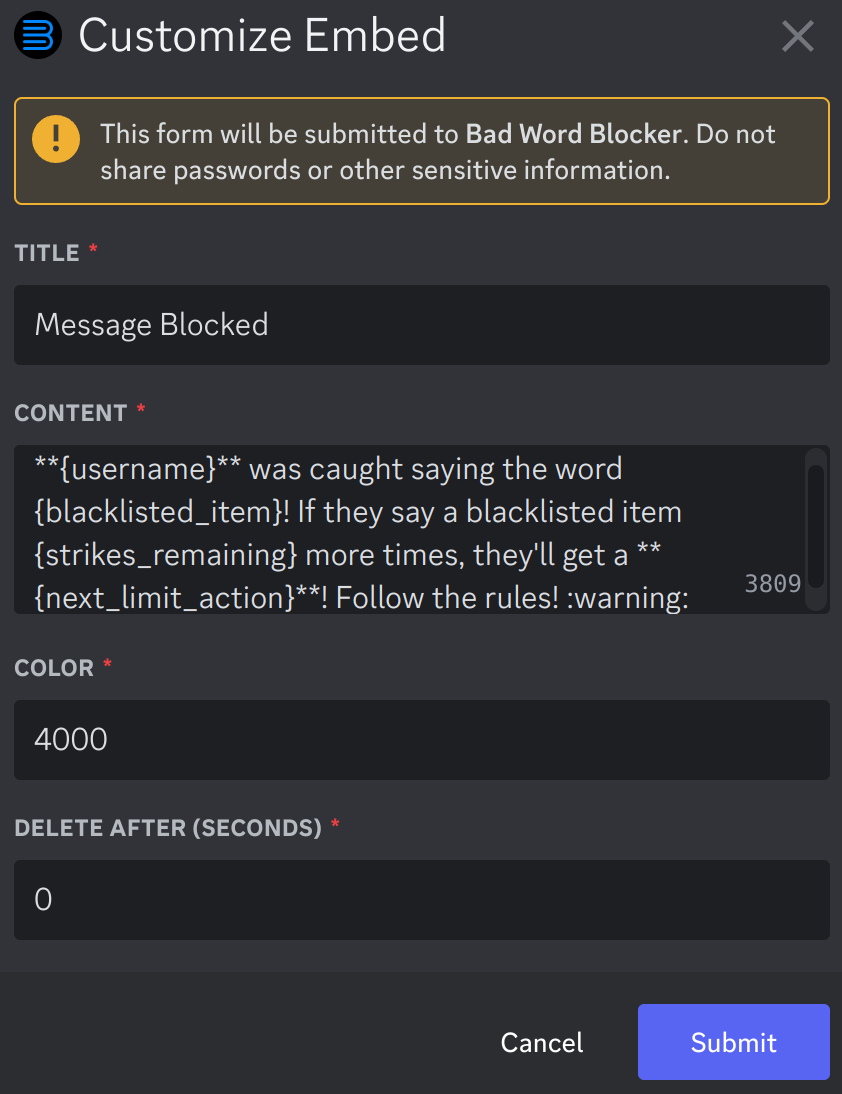 Customize Embed
This form will be submitted to Bad Word Blocker. Do not
share passwords or other sensitive information.
TITLE *
Message Blocked
CONTENT *
**{username}** was caught saying the word
{blacklisted_item}! If they say a blacklisted item
{strikes_remaining} more times, they'll get a **
{next_limit_action}**! Follow the rules! :warning:
3809
COLOR *
4000
DELETE AFTER (SECONDS) *
0
Cancel
Submit